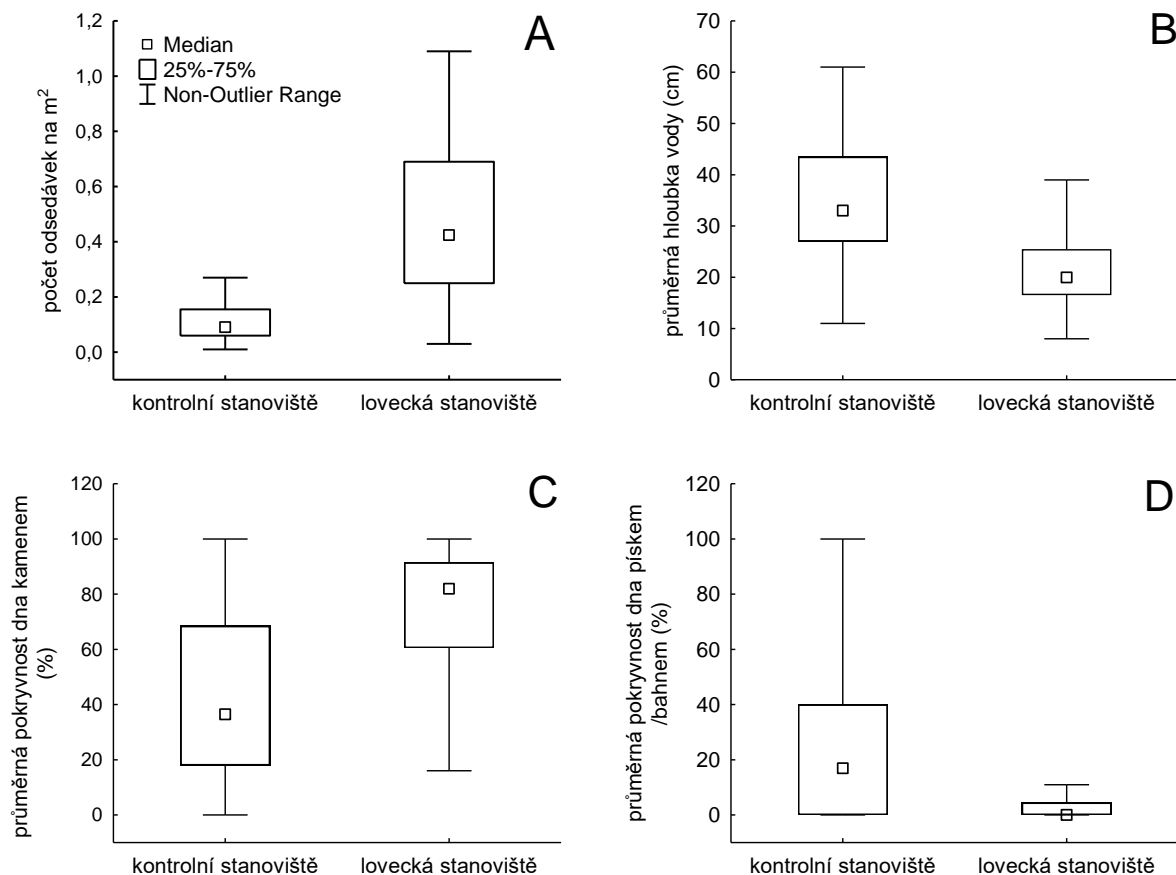 A
Median
25%-75%
Non-Outlier Range
počet odsedávek na m2
1,2
1,0
0,8
0,6
0,4
0,2
0,0
kontrolní stanoviště
lovecká stanoviště
B
průměrná hloubka vody (cm)
70
60
50
40
30
20
10
0
kontrolní stanoviště
lovecká stanoviště
C
průměrná pokryvnost dna kamenem
(%)
120
100
80
60
40
20
0
kontrolní stanoviště
lovecká stanoviště
D
průměrná pokryvnost dna pískem
/bahnem (%)
120
100
80
60
40
20
0
kontrolní stanoviště
lovecká stanoviště